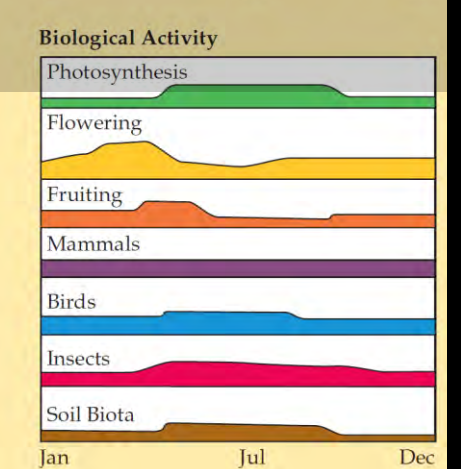 Biological Activity
Photosynthesis
Flowering
Fruiting
Mammals
Birds
Insects
Soil Biota
Jan Jul Dec